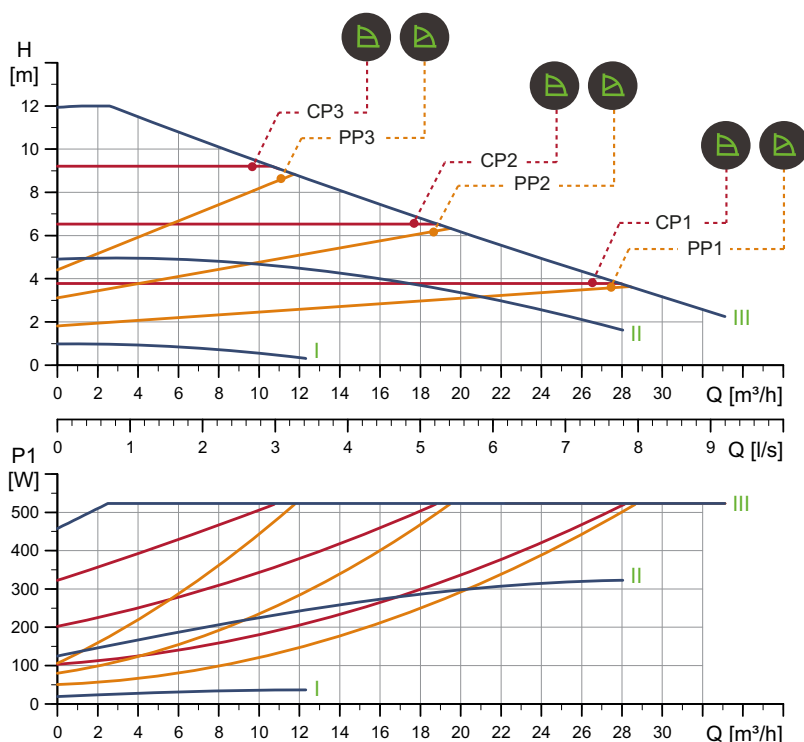 H
[m]
12
10
8
6
4
2
0
CP3
PP3
CP2
PP2
CP1
PP1
I
II
III
0 2 4 6 8 10 12 14 16 18 20 22 24 26 28 30 Q [m³/h]
0 1 2 3 4 5 6 7 8 9 Q [l/s]
P1
[W]
500
400
300
200
100
0
III
II
I
0 2 4 6 8 10 12 14 16 18 20 22 24 26 28 30 Q [m³/h]